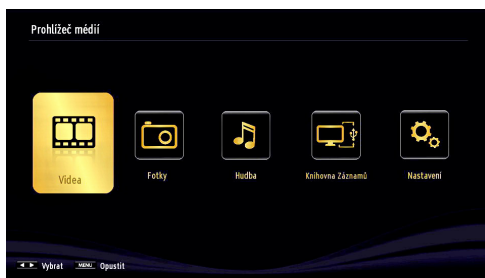 Prohlížeč médií
Videa
Fotky
Hudba
Knihovna Záznamů
Nastavení
Vybrat MENU Opustit